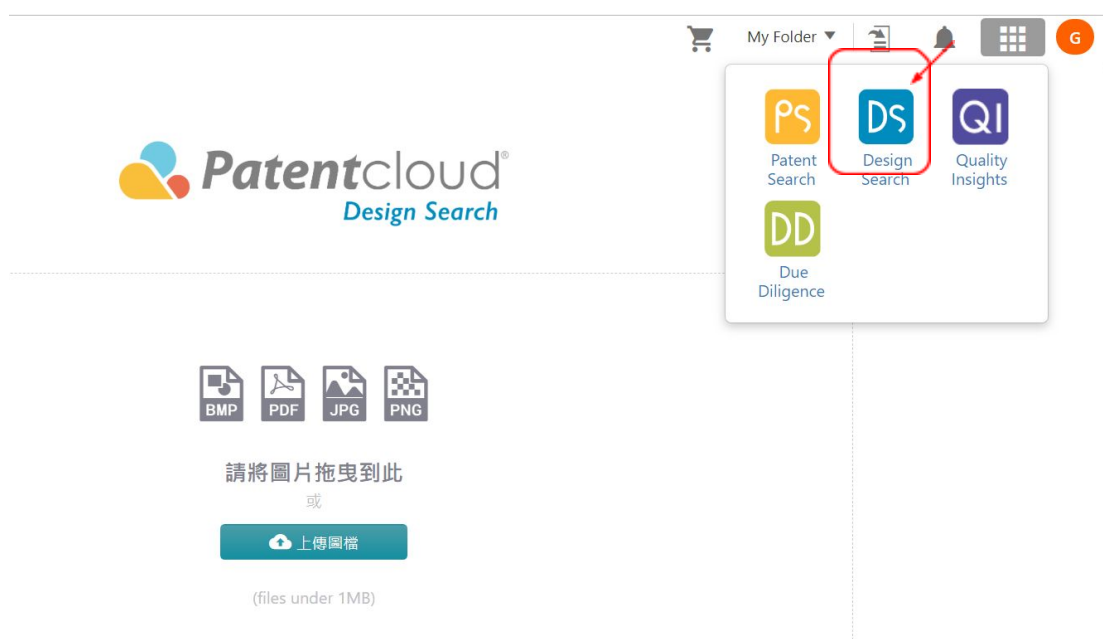 My Folder ▼
G
PS
DS
QI
Patent
Search
Design
Search
Quality
Insights
DD
Due
Diligence
Patentcloud®
Design Search
BMP
PDF
JPG
PNG
請將圖片拖曳到此
或
上傳圖檔
(files under 1MB)